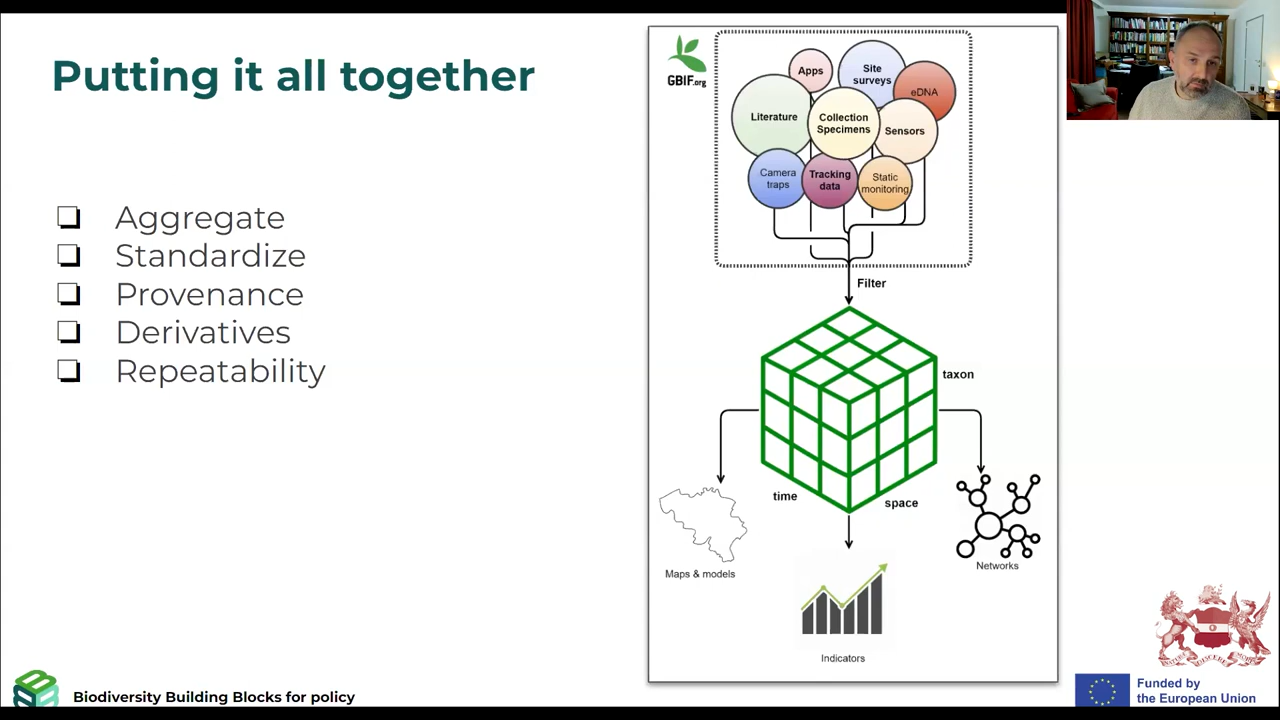 Putting it all together
❑ Aggregate
❑ Standardize
❑ Provenance
❑ Derivatives
❑ Repeatability
GBIF.org
Apps
Site
surveys
eDNA
Literature
Collection
Specimens
Sensors
Camera
traps
Tracking
data
Static
monitoring
Filter
taxon
time
space
Maps & models
Networks
Indicators
Biodiversity Building Blocks for policy
Funded by
the European Union